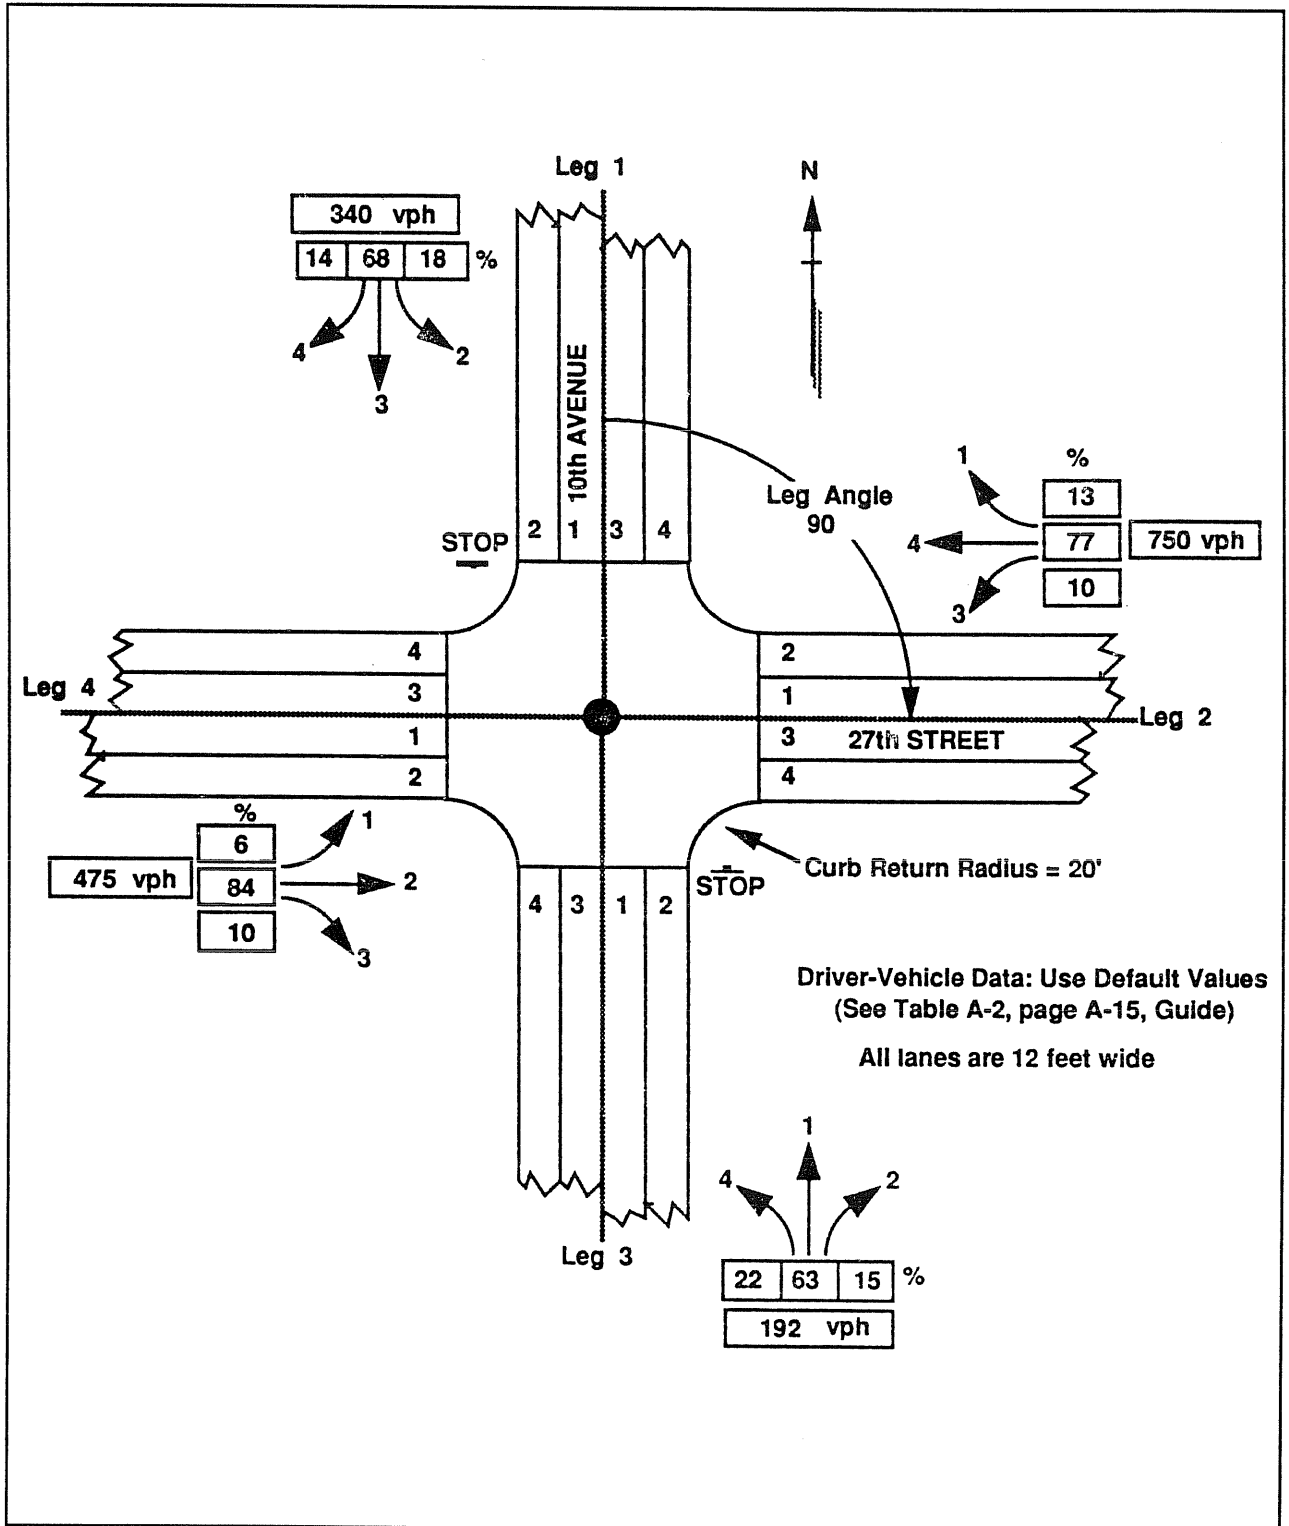 Leg 1
N
340 vph
14 68 18 %
4
2
3
10th AVENUE
Leg Angle
90
1
%
13
4
77
750 vph
10
3
STOP
2 1 3 4
4
3
1
2
Leg 4
2
1
3
4
27th STREET
Leg 2
%
6
1
475 vph
84
2
10
3
Curb Return Radius = 20'
STOP
4 3 1 2
Driver-Vehicle Data: Use Default Values
(See Table A-2, page A-15, Guide)
All lanes are 12 feet wide
1
4
2
Leg 3
22 63 15 %
192 vph